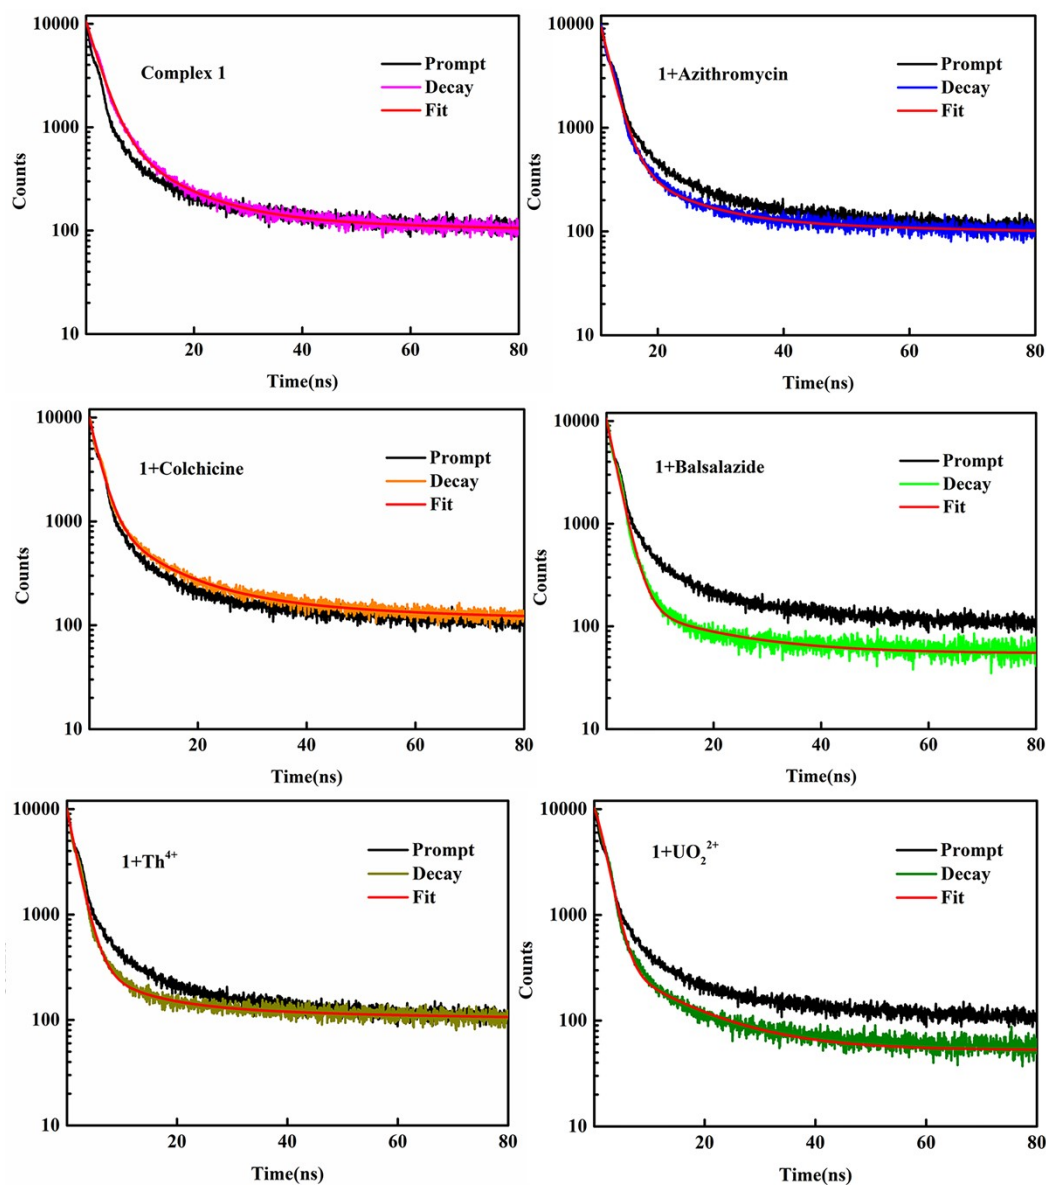 10000
1000
100
10
Counts
Complex 1
Prompt
Decay
Fit
20
40
60
80
Time(ns)
10000
1000
100
10
Counts
1+Azithromycin
Prompt
Decay
Fit
20
40
60
80
Time(ns)
10000
1000
100
10
Counts
1+Colchicine
Prompt
Decay
Fit
20
40
60
80
Time(ns)
10000
1000
100
10
Counts
1+Balsalazide
Prompt
Decay
Fit
20
40
60
80
Time(ns)
10000
1000
100
10
1+Th⁴⁺
Prompt
Decay
Fit
20
40
60
80
Time(ns)
10000
1000
100
10
Counts
1+UO₂²⁺
Prompt
Decay
Fit
20
40
60
80
Time(ns)